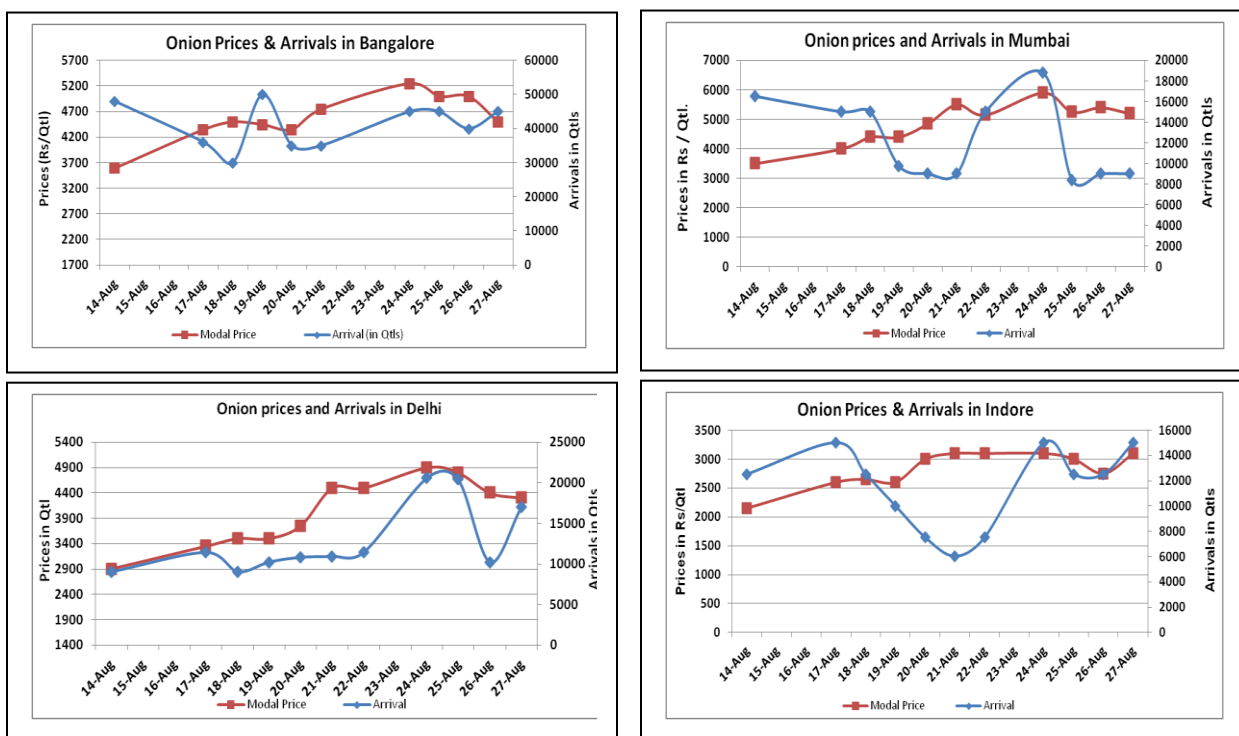 Onion Prices & Arrivals in Bangalore
Prices (Rs/Qtl)
5700
5200
4700
4200
3700
3200
2700
2200
1700
60000
50000
40000
30000
20000
10000
0
Arrivals in Qtls
14-Aug
15-Aug
16-Aug
17-Aug
18-Aug
19-Aug
20-Aug
21-Aug
22-Aug
23-Aug
24-Aug
25-Aug
26-Aug
27-Aug
Modal Price
Arrival (in Qtls)
Onion prices and Arrivals in Mumbai
Prices in Rs / Qtl.
7000
6000
5000
4000
3000
2000
1000
0
20000
18000
16000
14000
12000
10000
8000
6000
4000
2000
0
Arrivals in Qtls
14-Aug
15-Aug
16-Aug
17-Aug
18-Aug
19-Aug
20-Aug
21-Aug
22-Aug
23-Aug
24-Aug
25-Aug
26-Aug
27-Aug
Modal Price
Arrival
Onion prices and Arrivals in Delhi
Prices in Qtl
5400
4900
4400
3900
3400
2900
2400
1900
1400
25000
20000
15000
10000
5000
0
Arrivals in Qtls
14-Aug
15-Aug
16-Aug
17-Aug
18-Aug
19-Aug
20-Aug
21-Aug
22-Aug
23-Aug
24-Aug
25-Aug
26-Aug
27-Aug
Modal Price
Arrival
Onion Prices & Arrivals in Indore
Prices in Rs/Qtl
3500
3000
2500
2000
1500
1000
500
0
16000
14000
12000
10000
8000
6000
4000
2000
0
Arrivals in Qtls
14-Aug
15-Aug
16-Aug
17-Aug
18-Aug
19-Aug
20-Aug
21-Aug
22-Aug
23-Aug
24-Aug
25-Aug
26-Aug
27-Aug
Modal Price
Arrival